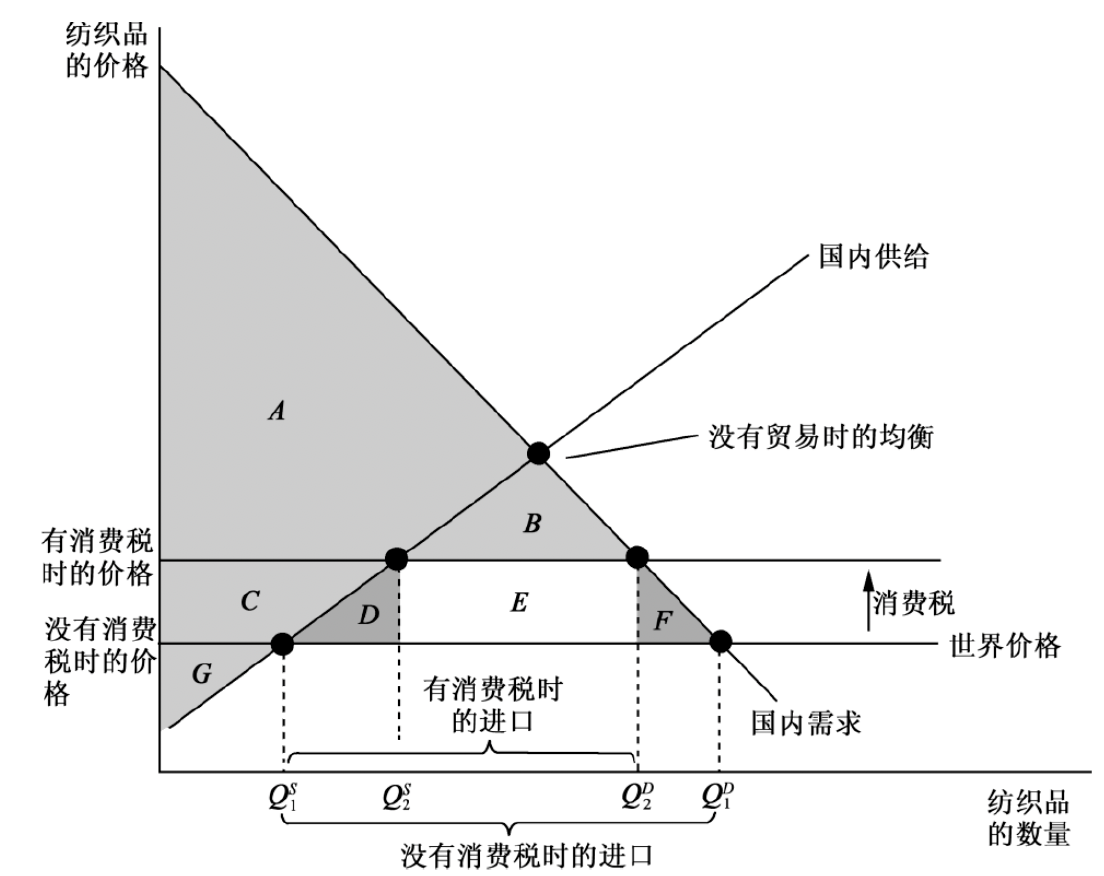 纺织品
的价格
国内供给
A
没有贸易时的均衡
B
有消费税
时的价格
C
D
E
F
消费税
没有消费
税时的价
格
世界价格
G
有消费税时
的进口
国内需求
Q₁ˢ
Q₂ˢ
Q₂ᴰ
Q₁ᴰ
纺织品
的数量
没有消费税时的进口